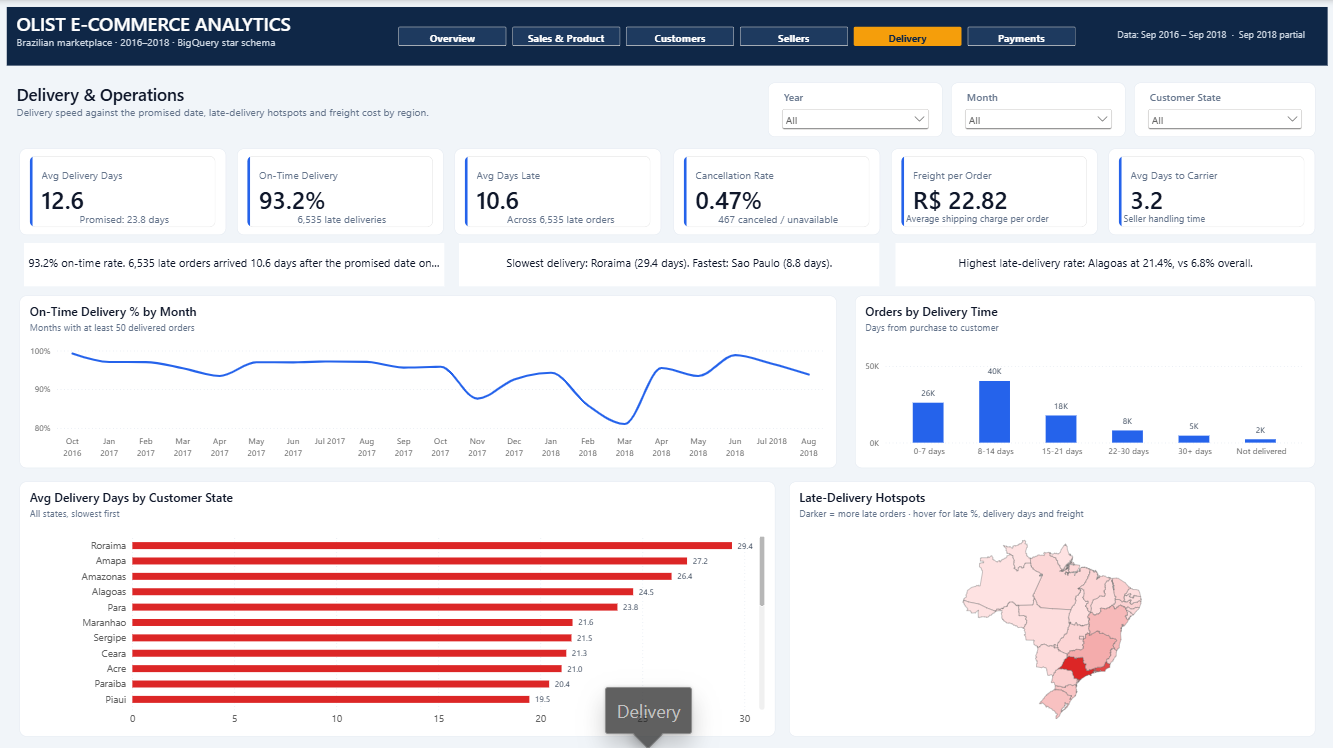 OLIST E-COMMERCE ANALYTICS
Brazilian marketplace · 2016–2018 · BigQuery star schema
Overview
Sales & Product
Customers
Sellers
Delivery
Payments
Data: Sep 2016 – Sep 2018 · Sep 2018 partial
Delivery & Operations
Delivery speed against the promised date, late-delivery hotspots and freight cost by region.
Year
All
Month
All
Customer State
All
Avg Delivery Days
12.6
Promised: 23.8 days
On-Time Delivery
93.2%
6,535 late deliveries
Avg Days Late
10.6
Across 6,535 late orders
Cancellation Rate
0.47%
467 canceled / unavailable
Freight per Order
R$ 22.82
Average shipping charge per order
Avg Days to Carrier
3.2
Seller handling time
93.2% on-time rate. 6,535 late orders arrived 10.6 days after the promised date on...
Slowest delivery: Roraima (29.4 days). Fastest: Sao Paulo (8.8 days).
Highest late-delivery rate: Alagoas at 21.4%, vs 6.8% overall.
On-Time Delivery % by Month
Months with at least 50 delivered orders
100%
90%
80%
Oct 2016
Jan 2017
Feb 2017
Mar 2017
Apr 2017
May 2017
Jun 2017
Jul 2017
Aug 2017
Sep 2017
Oct 2017
Nov 2017
Dec 2017
Jan 2018
Feb 2018
Mar 2018
Apr 2018
May 2018
Jun 2018
Jul 2018
Aug 2018
Orders by Delivery Time
Days from purchase to customer
50K
0K
26K
40K
18K
8K
5K
2K
0-7 days
8-14 days
15-21 days
22-30 days
30+ days
Not delivered
Avg Delivery Days by Customer State
All states, slowest first
Roraima 29.4
Amapa 27.2
Amazonas 26.4
Alagoas 24.5
Para 23.8
Maranhao 21.6
Sergipe 21.5
Ceara 21.3
Acre 21.0
Paraiba 20.4
Piaui 19.5
0 5 10 15 20 30
Delivery
Late-Delivery Hotspots
Darker = more late orders · hover for late %, delivery days and freight